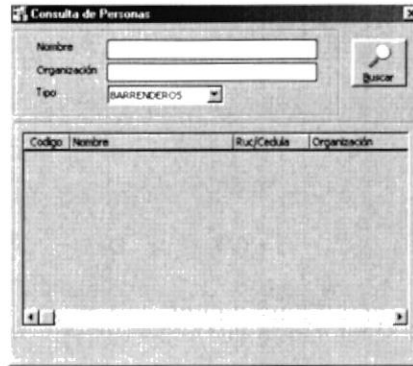 Consulta de Personas
Nombre
Organización
Tipo BARRENDEROS
Buscar
Codigo Nombre Ruc/Cedula Organización